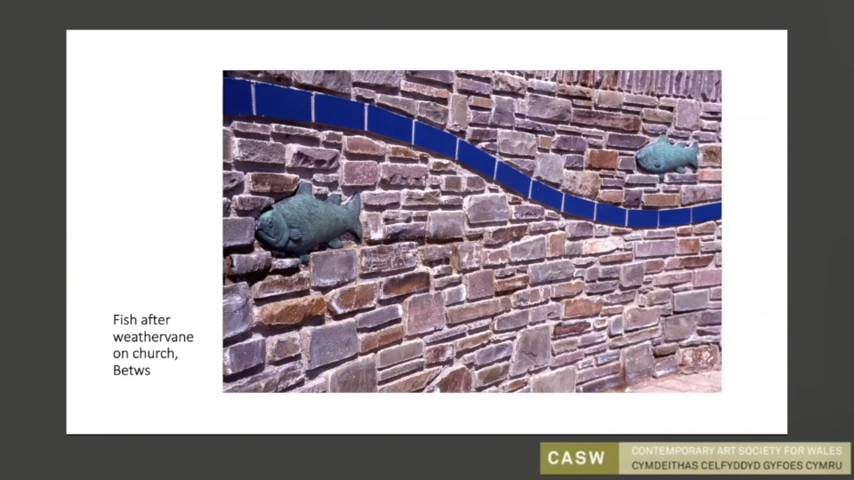 Fish after
weathervane
on church,
Betws
CASW
CONTEMPORARY ART SOCIETY FOR WALES
CYMDEITHAS CELFYDDYD GYFOES CYMRU